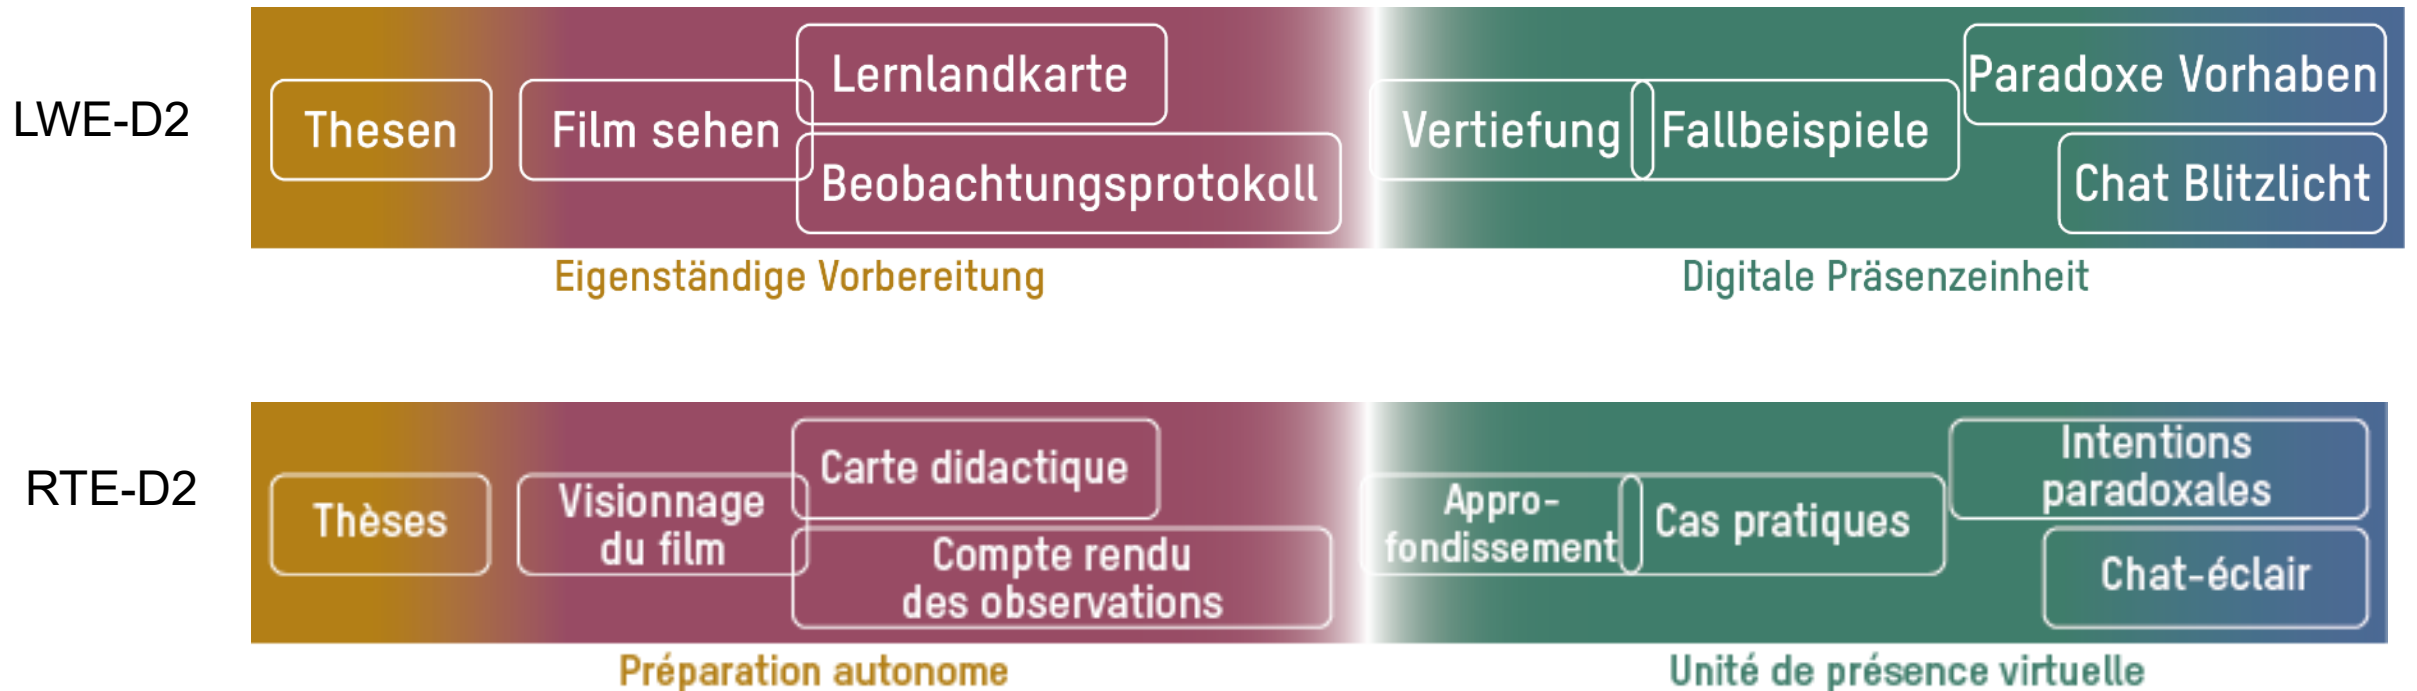 LWE-D2
Thesen
Film sehen
Lernlandkarte
Beobachtungsprotokoll
Vertiefung
Fallbeispiele
Paradoxe Vorhaben
Chat Blitzlicht
Eigenständige Vorbereitung
Digitale Präsenzeinheit
RTE-D2
Thèses
Visionnage
du film
Carte didactique
Compte rendu
des observations
Appro-
fondissement
Cas pratiques
Intentions
paradoxales
Chat-éclair
Préparation autonome
Unité de présence virtuelle